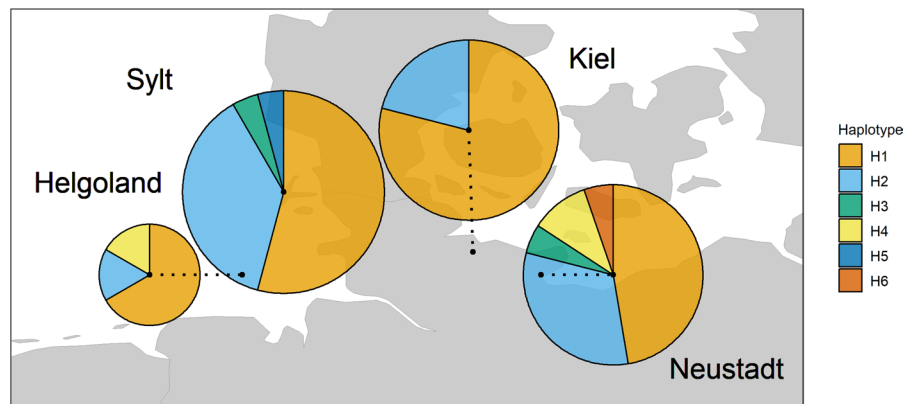 Kiel
Sylt
Helgoland
Neustadt
Haplotype
H1
H2
H3
H4
H5
H6